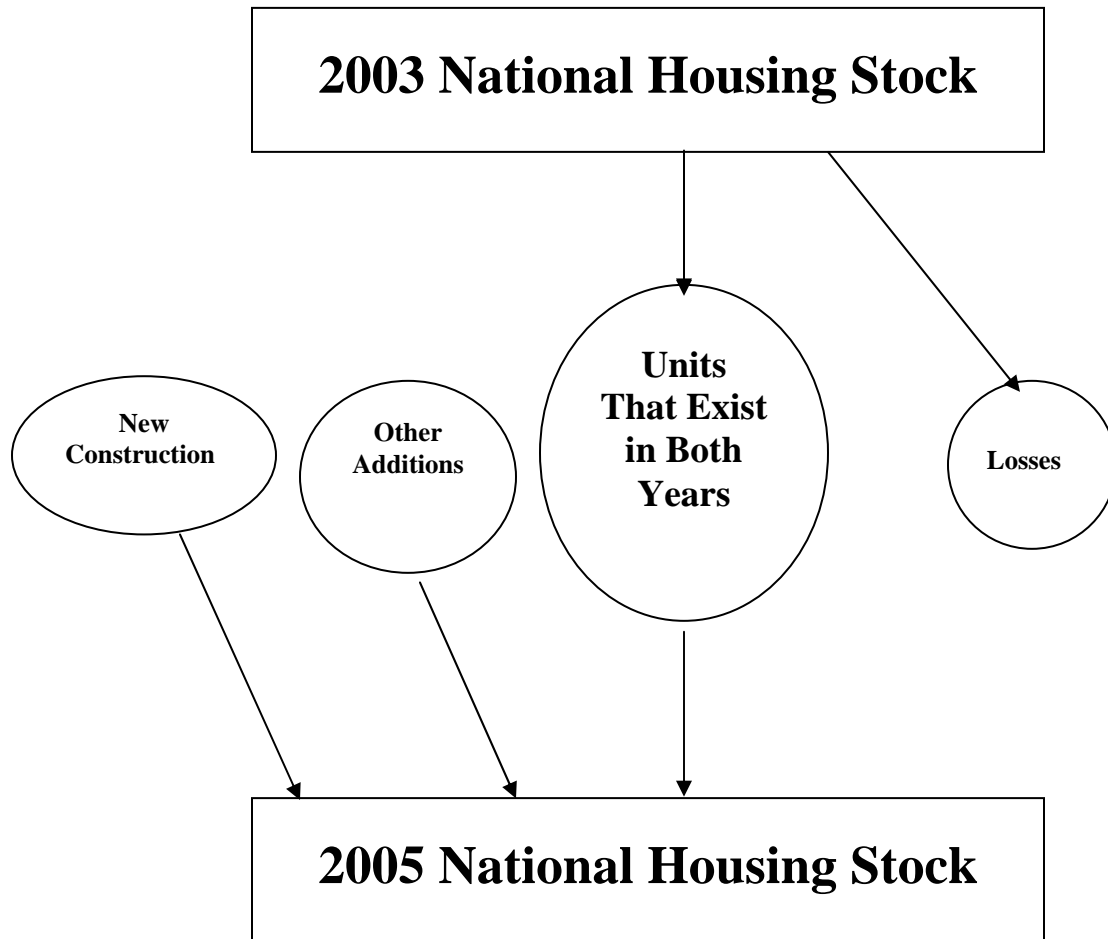 2003 National Housing Stock
New
Construction
Other
Additions
Units
That Exist
in Both
Years
Losses
2005 National Housing Stock